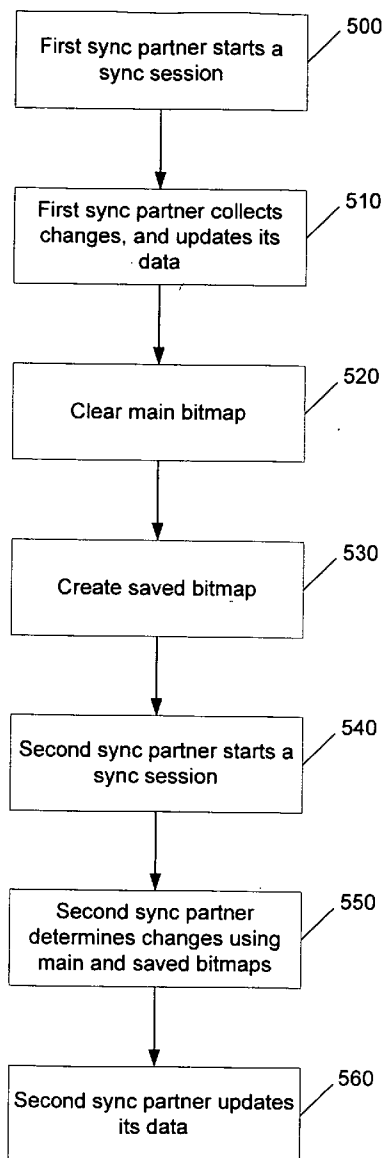 500
First sync partner starts a
sync session
510
First sync partner collects
changes, and updates its
data
520
Clear main bitmap
530
Create saved bitmap
540
Second sync partner starts a
sync session
550
Second sync partner
determines changes using
main and saved bitmaps
560
Second sync partner updates
its data